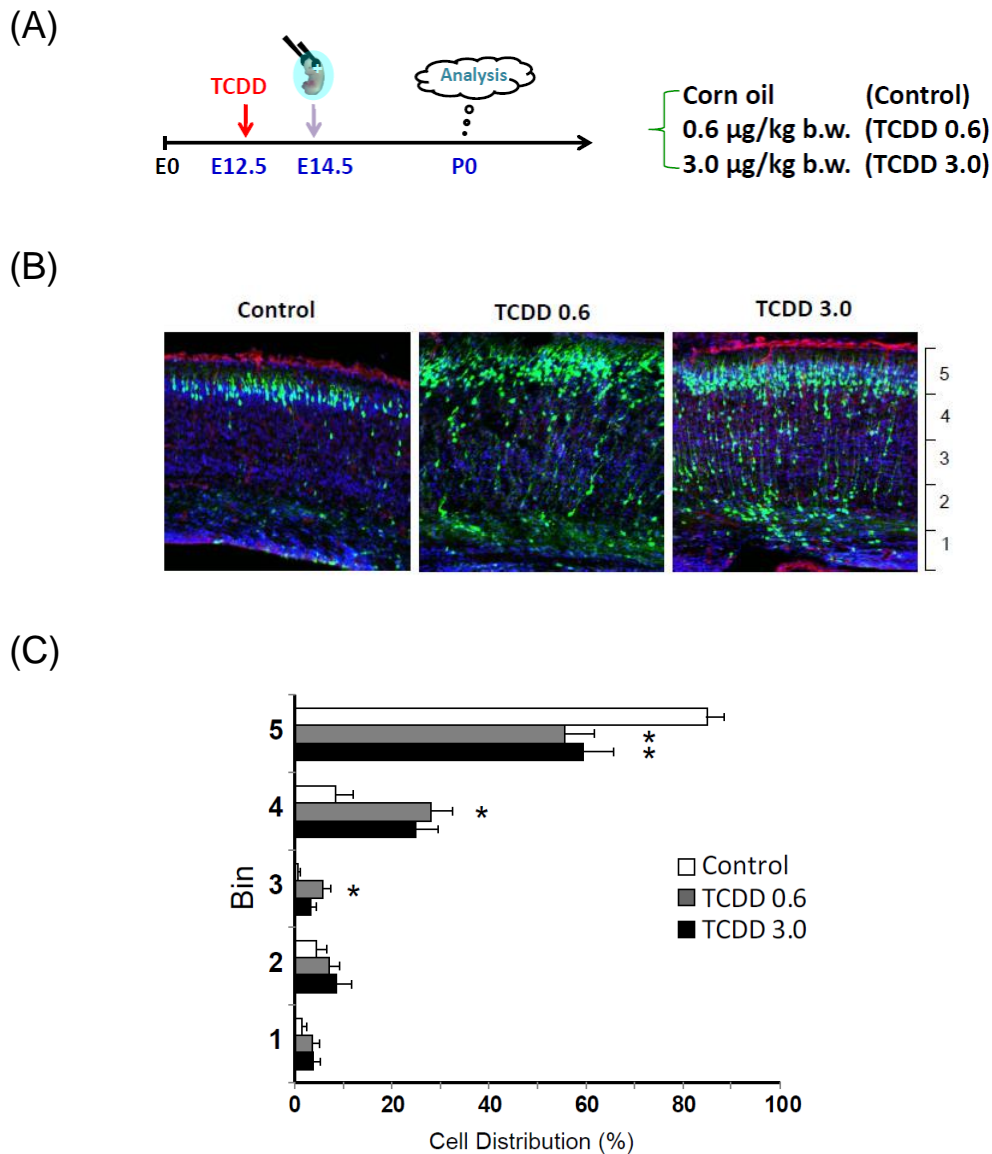 (A)
TCDD
Analysis
E0 E12.5 E14.5 P0
Corn oil (Control)
0.6 μg/kg b.w. (TCDD 0.6)
3.0 μg/kg b.w. (TCDD 3.0)
(B)
Control TCDD 0.6 TCDD 3.0
5
4
3
2
1
(C)
Bin
5
*
*
4 *
3 *
2
1
Control
TCDD 0.6
TCDD 3.0
0 20 40 60 80 100
Cell Distribution (%)